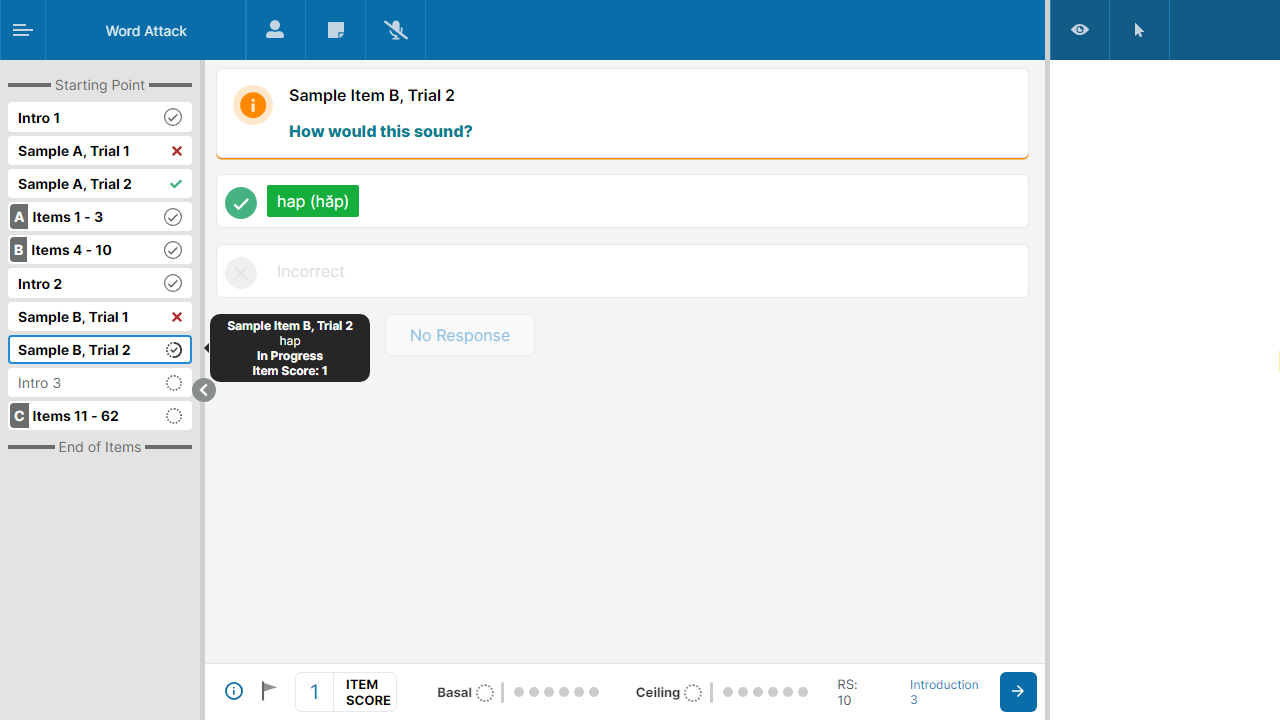 Word Attack
Starting Point
Intro 1
Sample A, Trial 1
Sample A, Trial 2
A Items 1 - 3
B Items 4 - 10
Intro 2
Sample B, Trial 1
Sample B, Trial 2
Intro 3
C Items 11 - 62
End of Items
Sample Item B, Trial 2
How would this sound?
hap (hăp)
Incorrect
Sample Item B, Trial 2
hap
In Progress
Item Score: 1
No Response
1 ITEM
SCORE
Basal
Ceiling
RS:
10
Introduction
3